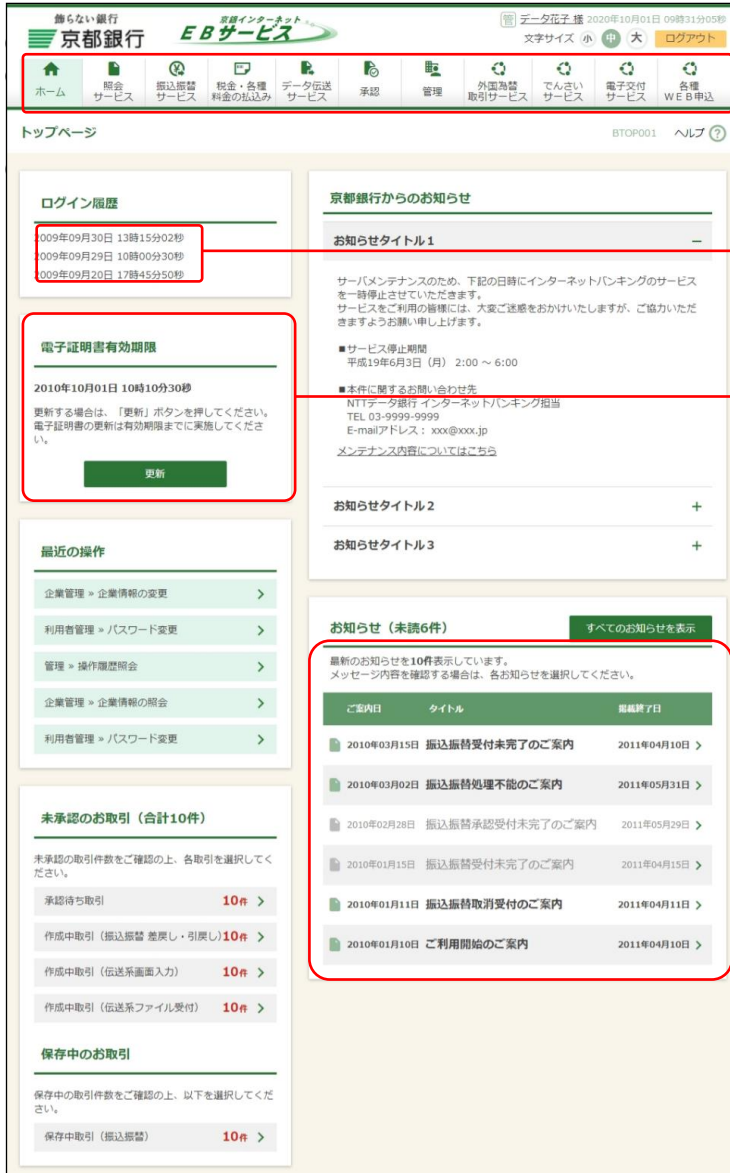 飾らない銀行
京都銀行
京銀インターネット
EBサービス
管 データ花子 様 2020年10月01日 09時31分05秒
文字サイズ 小 中 大 ログアウト
ホーム
照会
サービス
振込振替
サービス
税金・各種
料金の払込み
データ伝送
サービス
承認
管理
外国為替
取引サービス
でんさい
サービス
電子交付
サービス
各種
WEB申込
トップページ
BTOP001 ヘルプ ?
ログイン履歴
2009年09月30日 13時15分02秒
2009年09月29日 10時00分30秒
2009年09月20日 17時45分50秒
電子証明書有効期限
2010年10月01日 10時10分30秒
更新する場合は、「更新」ボタンを押してください。
電子証明書の更新は有効期限までに実施してくださ
い。
更新
最近の操作
企業管理 » 企業情報の変更
利用者管理 » パスワード変更
管理 » 操作履歴照会
企業管理 » 企業情報の照会
利用者管理 » パスワード変更
未承認のお取引（合計10件）
未承認の取引件数をご確認の上、各取引を選択してく
ださい。
承認待ち取引 10件
作成中取引（振込振替 差戻し・引戻し） 10件
作成中取引（伝送系画面入力） 10件
作成中取引（伝送系ファイル受付） 10件
保存中のお取引
保存中の取引件数をご確認の上、以下を選択してくだ
さい。
保存中取引（振込振替） 10件
京都銀行からのお知らせ
お知らせタイトル1
サーバメンテナンスのため、下記の日時にインターネットバンキングのサービス
を一時停止させていただきます。
サービスをご利用の皆様には、大変ご迷惑をおかけいたしますが、ご協力いただ
きますようお願い申し上げます。
■サービス停止期間
平成19年6月3日（月） 2:00 ～ 6:00
■本件に関するお問い合わせ先
NTTデータ銀行 インターネットバンキング担当
TEL 03-9999-9999
E-mailアドレス： xxx@xxx.jp
メンテナンス内容についてはこちら
お知らせタイトル2
お知らせタイトル3
お知らせ（未読6件） すべてのお知らせを表示
最新のお知らせを10件表示しています。
メッセージ内容を確認する場合は、各お知らせを選択してください。
ご案内日 タイトル 掲載終了日
2010年03月15日 振込振替受付未完了のご案内 2011年04月10日
2010年03月02日 振込振替処理不能のご案内 2011年05月31日
2010年02月28日 振込振替承認受付未完了のご案内 2011年05月29日
2010年01月15日 振込振替受付未完了のご案内 2011年04月15日
2010年01月11日 振込振替取消受付のご案内 2011年04月11日
2010年01月10日 ご利用開始のご案内 2011年04月10日